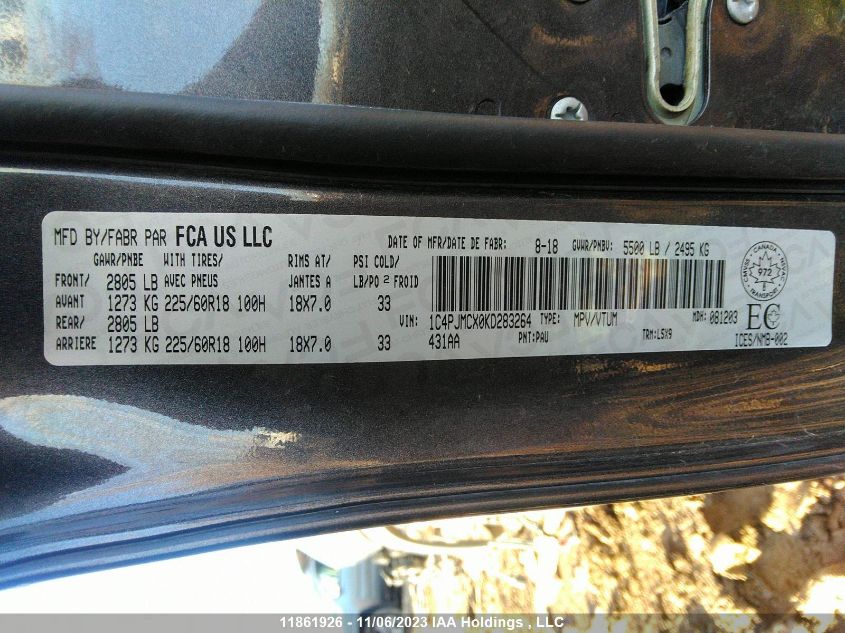 MFD BY/FABR PAR FCA US LLC
DATE OF MFR/DATE DE FABR: 8-18 GVWR/PNBV: 5500 LB / 2495 KG
GAWR/PNBE WITH TIRES/ RIMS AT/ PSI COLD/
FRONT/ 2805 LB AVEC PNEUS JANTES A LB/PO 2 FROID
AVANT 1273 KG 225/60R18 100H 18X7.0 33
REAR/ 2805 LB
ARRIERE 1273 KG 225/60R18 100H 18X7.0 33
VIN: 1C4PJMCX0KD283264 TYPE: MPV/VTUM MDH: 081203
431AA PNT: PAU TRM: L5X9
CANADA
972
TRANSPORT
EC
ICES/NMB-002
11861926 - 11/06/2023 IAA Holdings , LLC